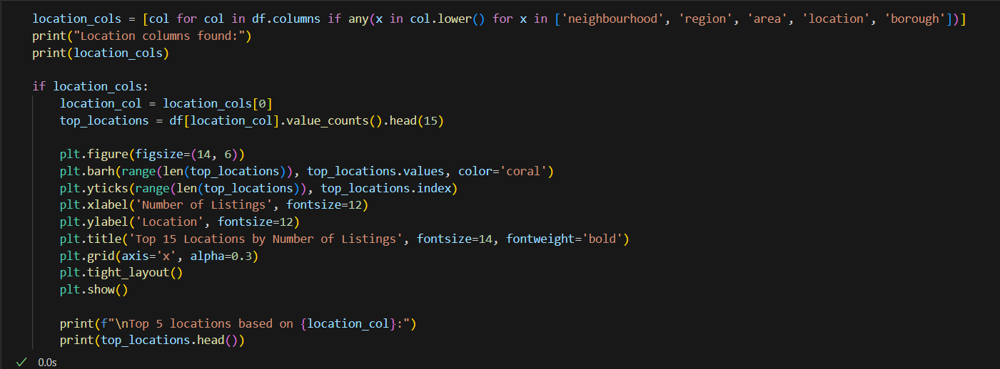 location_cols = [col for col in df.columns if any(x in col.lower() for x in ['neighbourhood', 'region', 'area', 'location', 'borough'])]
print("Location columns found:")
print(location_cols)

if location_cols:
    location_col = location_cols[0]
    top_locations = df[location_col].value_counts().head(15)

    plt.figure(figsize=(14, 6))
    plt.barh(range(len(top_locations)), top_locations.values, color='coral')
    plt.yticks(range(len(top_locations)), top_locations.index)
    plt.xlabel('Number of Listings', fontsize=12)
    plt.ylabel('Location', fontsize=12)
    plt.title('Top 15 Locations by Number of Listings', fontsize=14, fontweight='bold')
    plt.grid(axis='x', alpha=0.3)
    plt.tight_layout()
    plt.show()

    print(f"\nTop 5 locations based on {location_col}:")
    print(top_locations.head())
0.0s